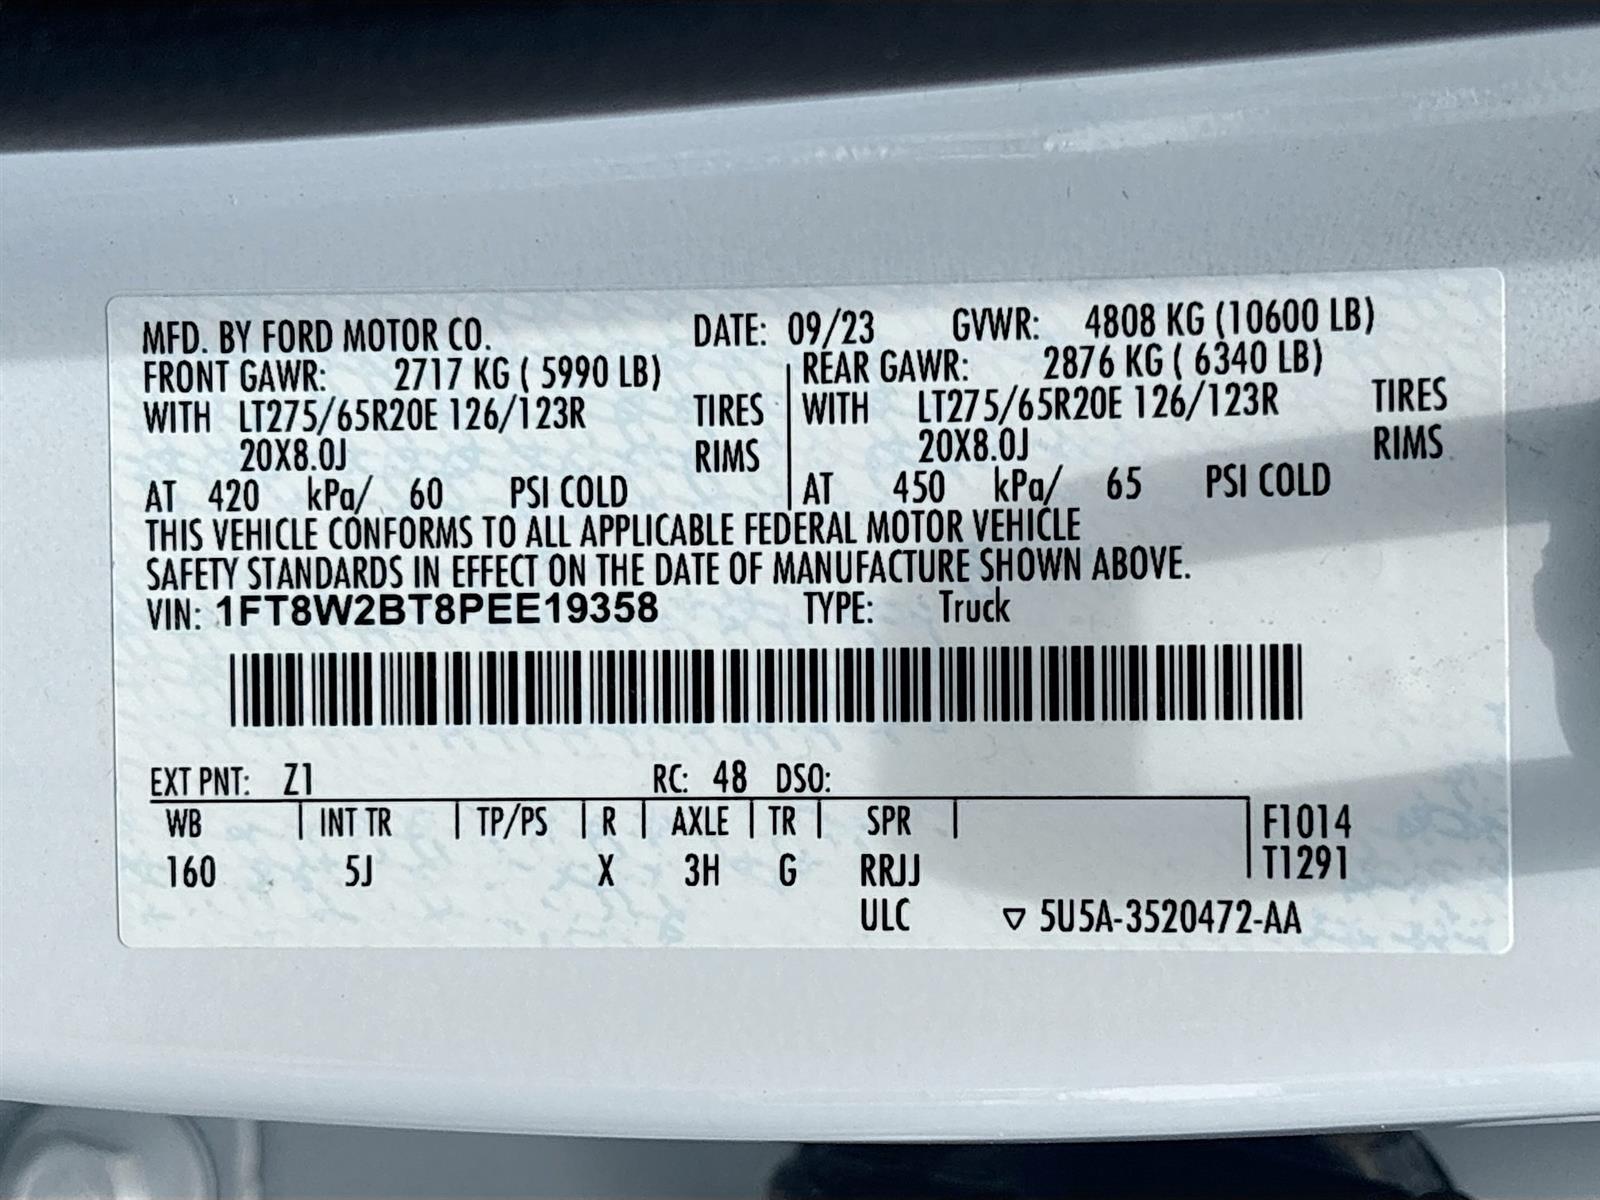 MFD. BY FORD MOTOR CO. DATE: 09/23 GVWR: 4808 KG (10600 LB)
FRONT GAWR: 2717 KG ( 5990 LB) REAR GAWR: 2876 KG ( 6340 LB)
WITH LT275/65R20E 126/123R TIRES WITH LT275/65R20E 126/123R TIRES
20X8.0J RIMS 20X8.0J RIMS
AT 420 kPa/ 60 PSI COLD AT 450 kPa/ 65 PSI COLD
THIS VEHICLE CONFORMS TO ALL APPLICABLE FEDERAL MOTOR VEHICLE
SAFETY STANDARDS IN EFFECT ON THE DATE OF MANUFACTURE SHOWN ABOVE.
VIN: 1FT8W2BT8PEE19358 TYPE: Truck
EXT PNT: Z1 RC: 48 DSO:
WB | INT TR | TP/PS | R | AXLE | TR | SPR | F1014
160 5J X 3H G RRJJ T1291
ULC ▽ 5U5A-3520472-AA